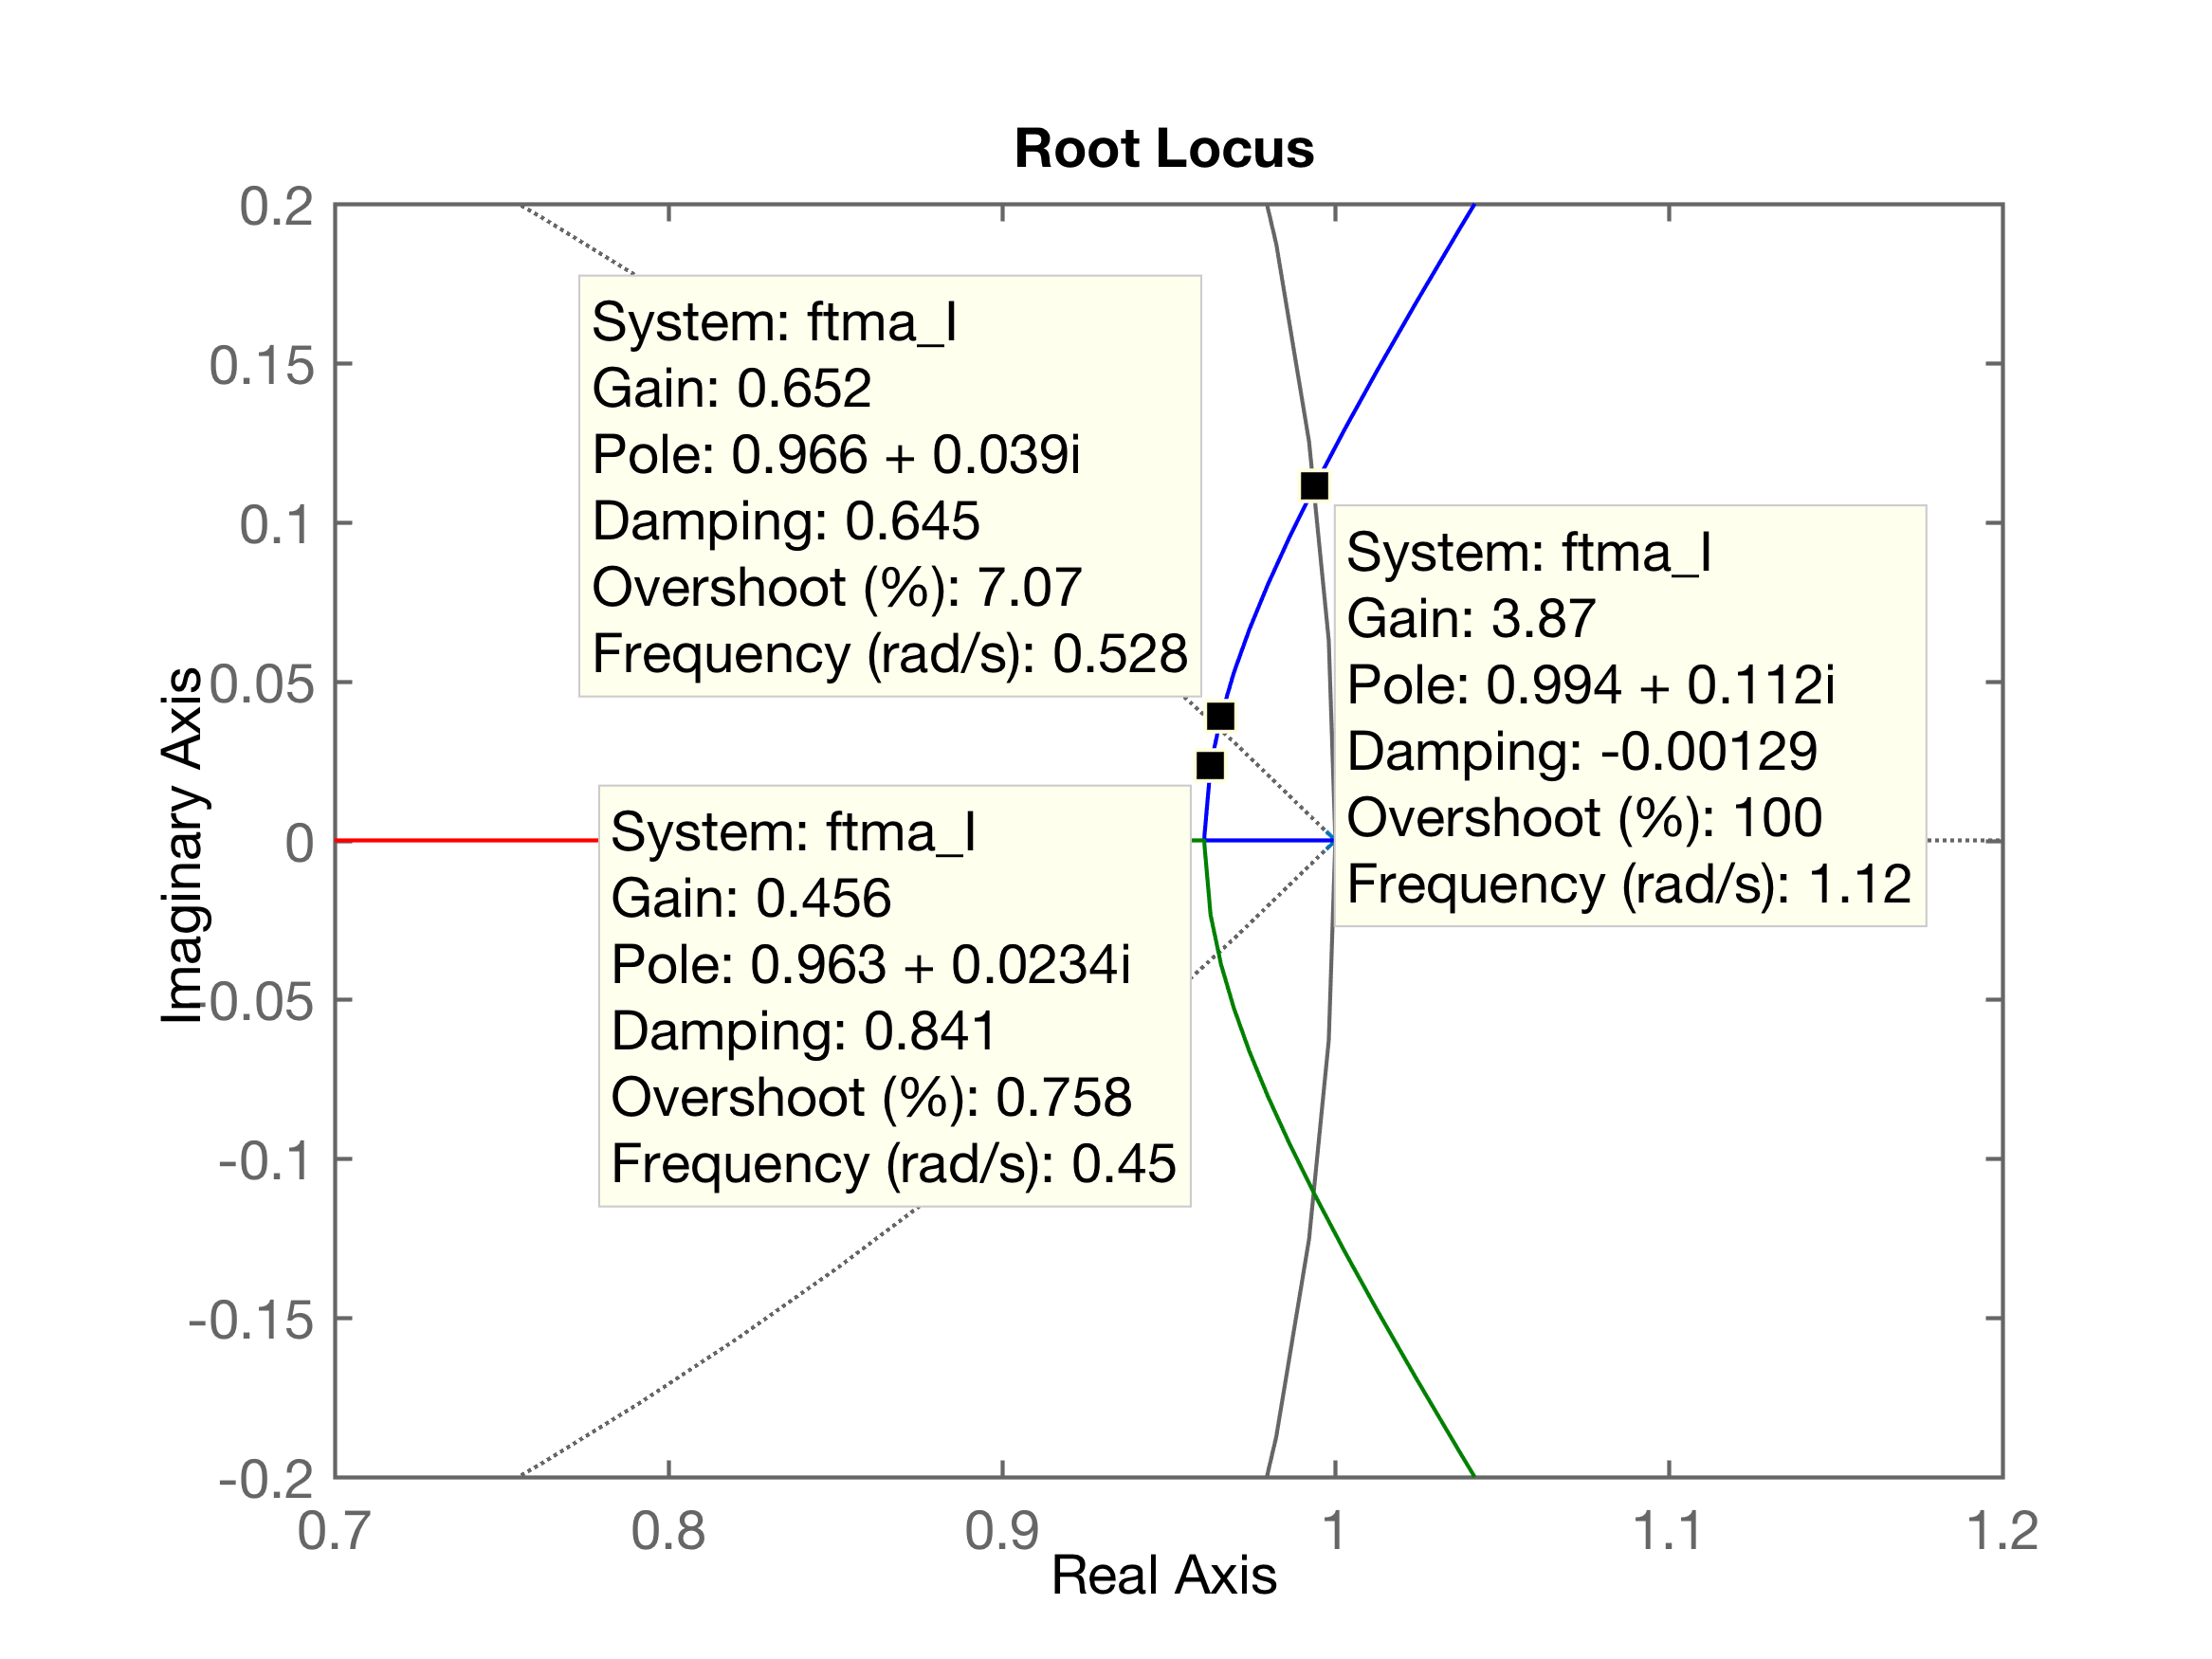 Root Locus
0.2
0.15
0.1
0.05
0
-0.05
-0.1
-0.15
-0.2
Imaginary Axis
System: ftma_I
Gain: 0.652
Pole: 0.966 + 0.039i
Damping: 0.645
Overshoot (%): 7.07
Frequency (rad/s): 0.528
System: ftma_I
Gain: 3.87
Pole: 0.994 + 0.112i
Damping: -0.00129
Overshoot (%): 100
Frequency (rad/s): 1.12
System: ftma_I
Gain: 0.456
Pole: 0.963 + 0.0234i
Damping: 0.841
Overshoot (%): 0.758
Frequency (rad/s): 0.45
0.7 0.8 0.9 1 1.1 1.2
Real Axis